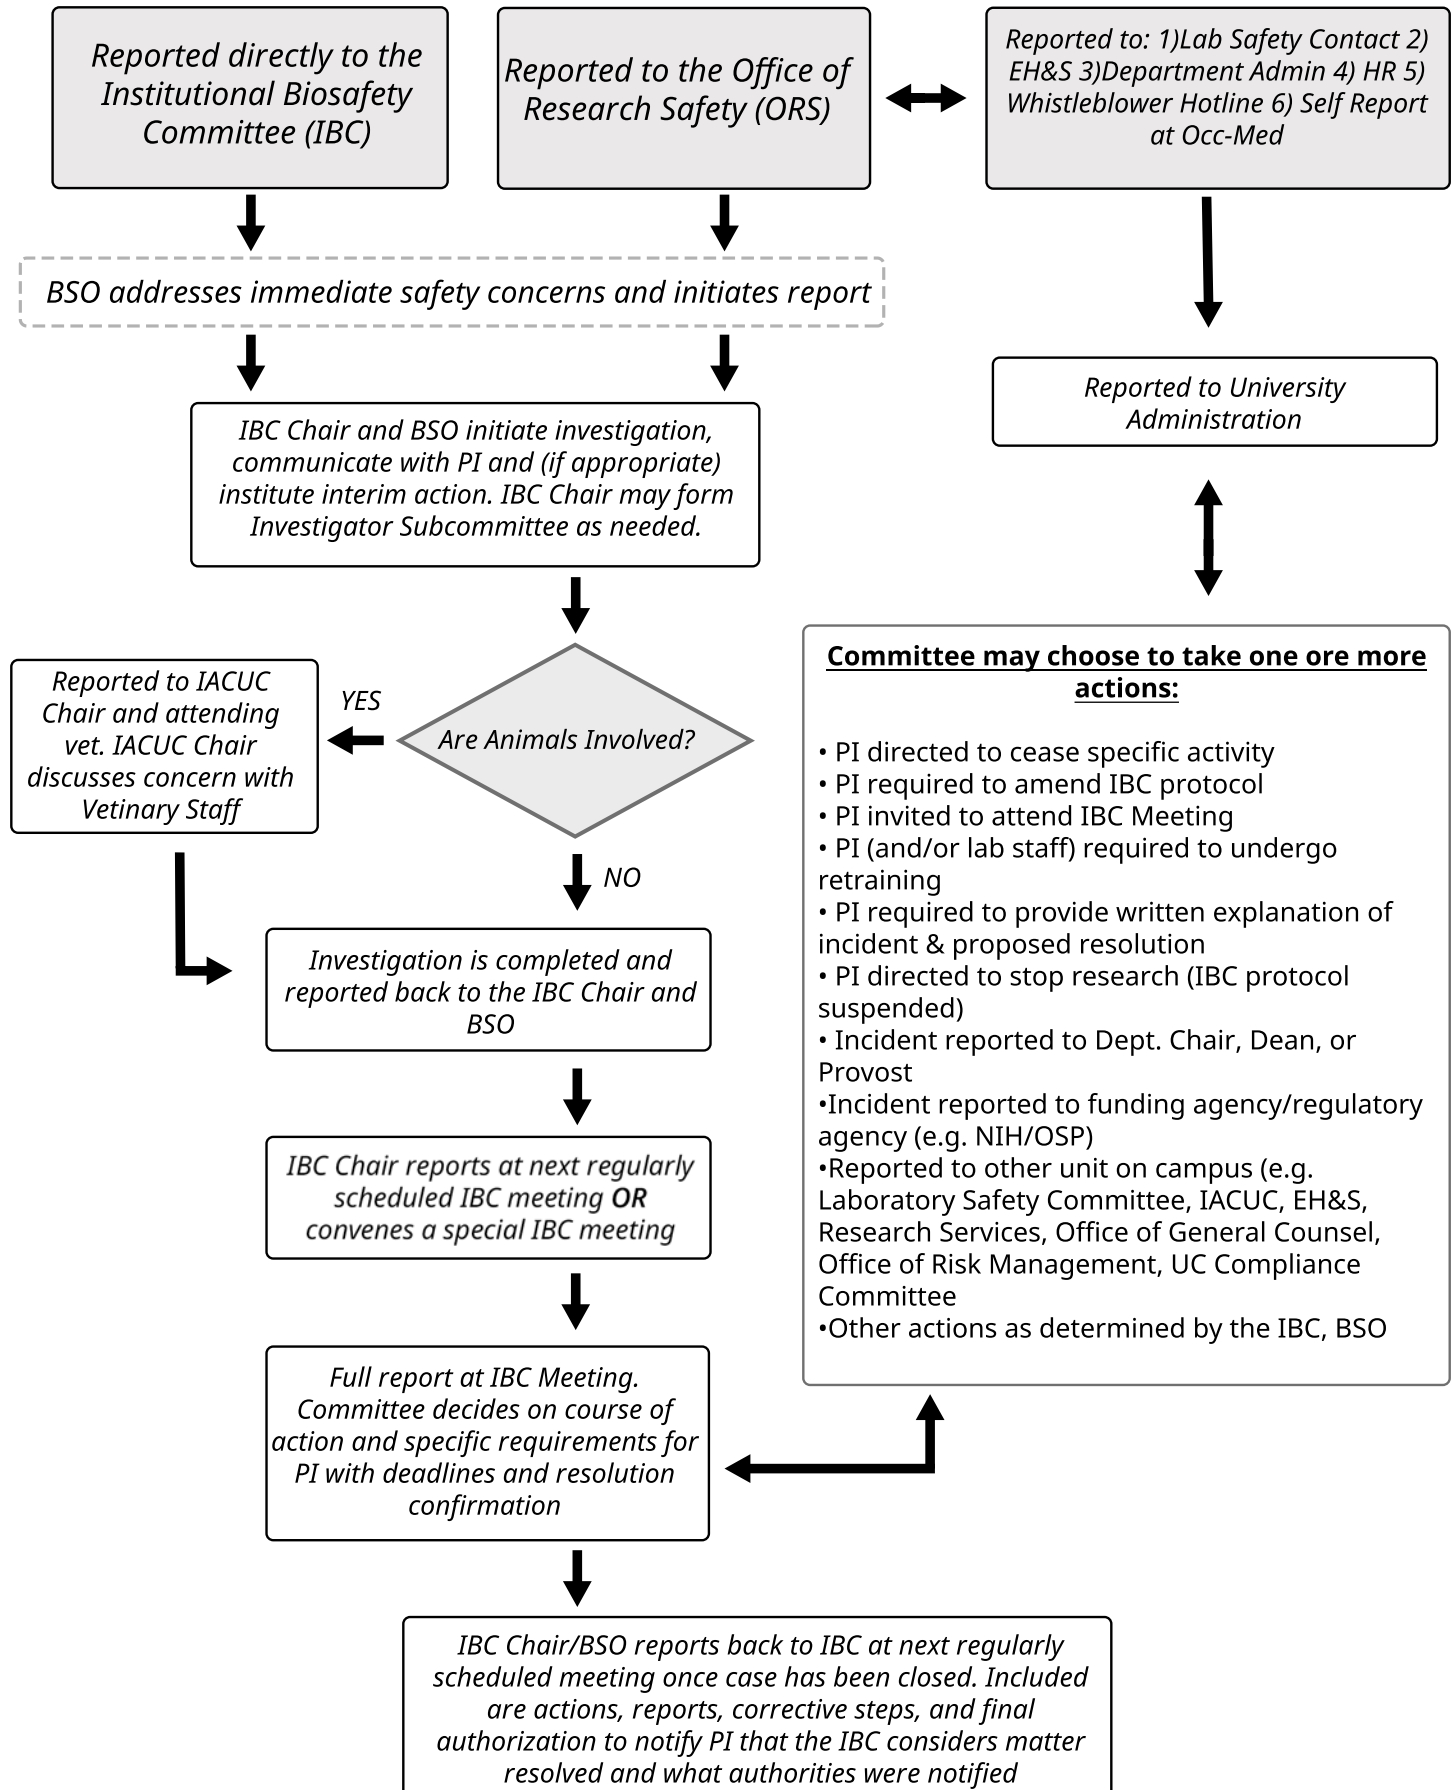 Reported directly to the
Institutional Biosafety
Committee (IBC)
Reported to the Office of
Research Safety (ORS)
Reported to: 1)Lab Safety Contact 2)
EH&S 3)Department Admin 4) HR 5)
Whistleblower Hotline 6) Self Report
at Occ-Med
BSO addresses immediate safety concerns and initiates report
IBC Chair and BSO initiate investigation,
communicate with PI and (if appropriate)
institute interim action. IBC Chair may form
Investigator Subcommittee as needed.
Reported to University
Administration
Are Animals Involved?
YES
Reported to IACUC
Chair and attending
vet. IACUC Chair
discusses concern with
Vetinary Staff
NO
Investigation is completed and
reported back to the IBC Chair and
BSO
IBC Chair reports at next regularly
scheduled IBC meeting OR
convenes a special IBC meeting
Full report at IBC Meeting.
Committee decides on course of
action and specific requirements for
PI with deadlines and resolution
confirmation
Committee may choose to take one ore more
actions:
• PI directed to cease specific activity
• PI required to amend IBC protocol
• PI invited to attend IBC Meeting
• PI (and/or lab staff) required to undergo
retraining
• PI required to provide written explanation of
incident & proposed resolution
• PI directed to stop research (IBC protocol
suspended)
• Incident reported to Dept. Chair, Dean, or
Provost
•Incident reported to funding agency/regulatory
agency (e.g. NIH/OSP)
•Reported to other unit on campus (e.g.
Laboratory Safety Committee, IACUC, EH&S,
Research Services, Office of General Counsel,
Office of Risk Management, UC Compliance
Committee
•Other actions as determined by the IBC, BSO
IBC Chair/BSO reports back to IBC at next regularly
scheduled meeting once case has been closed. Included
are actions, reports, corrective steps, and final
authorization to notify PI that the IBC considers matter
resolved and what authorities were notified